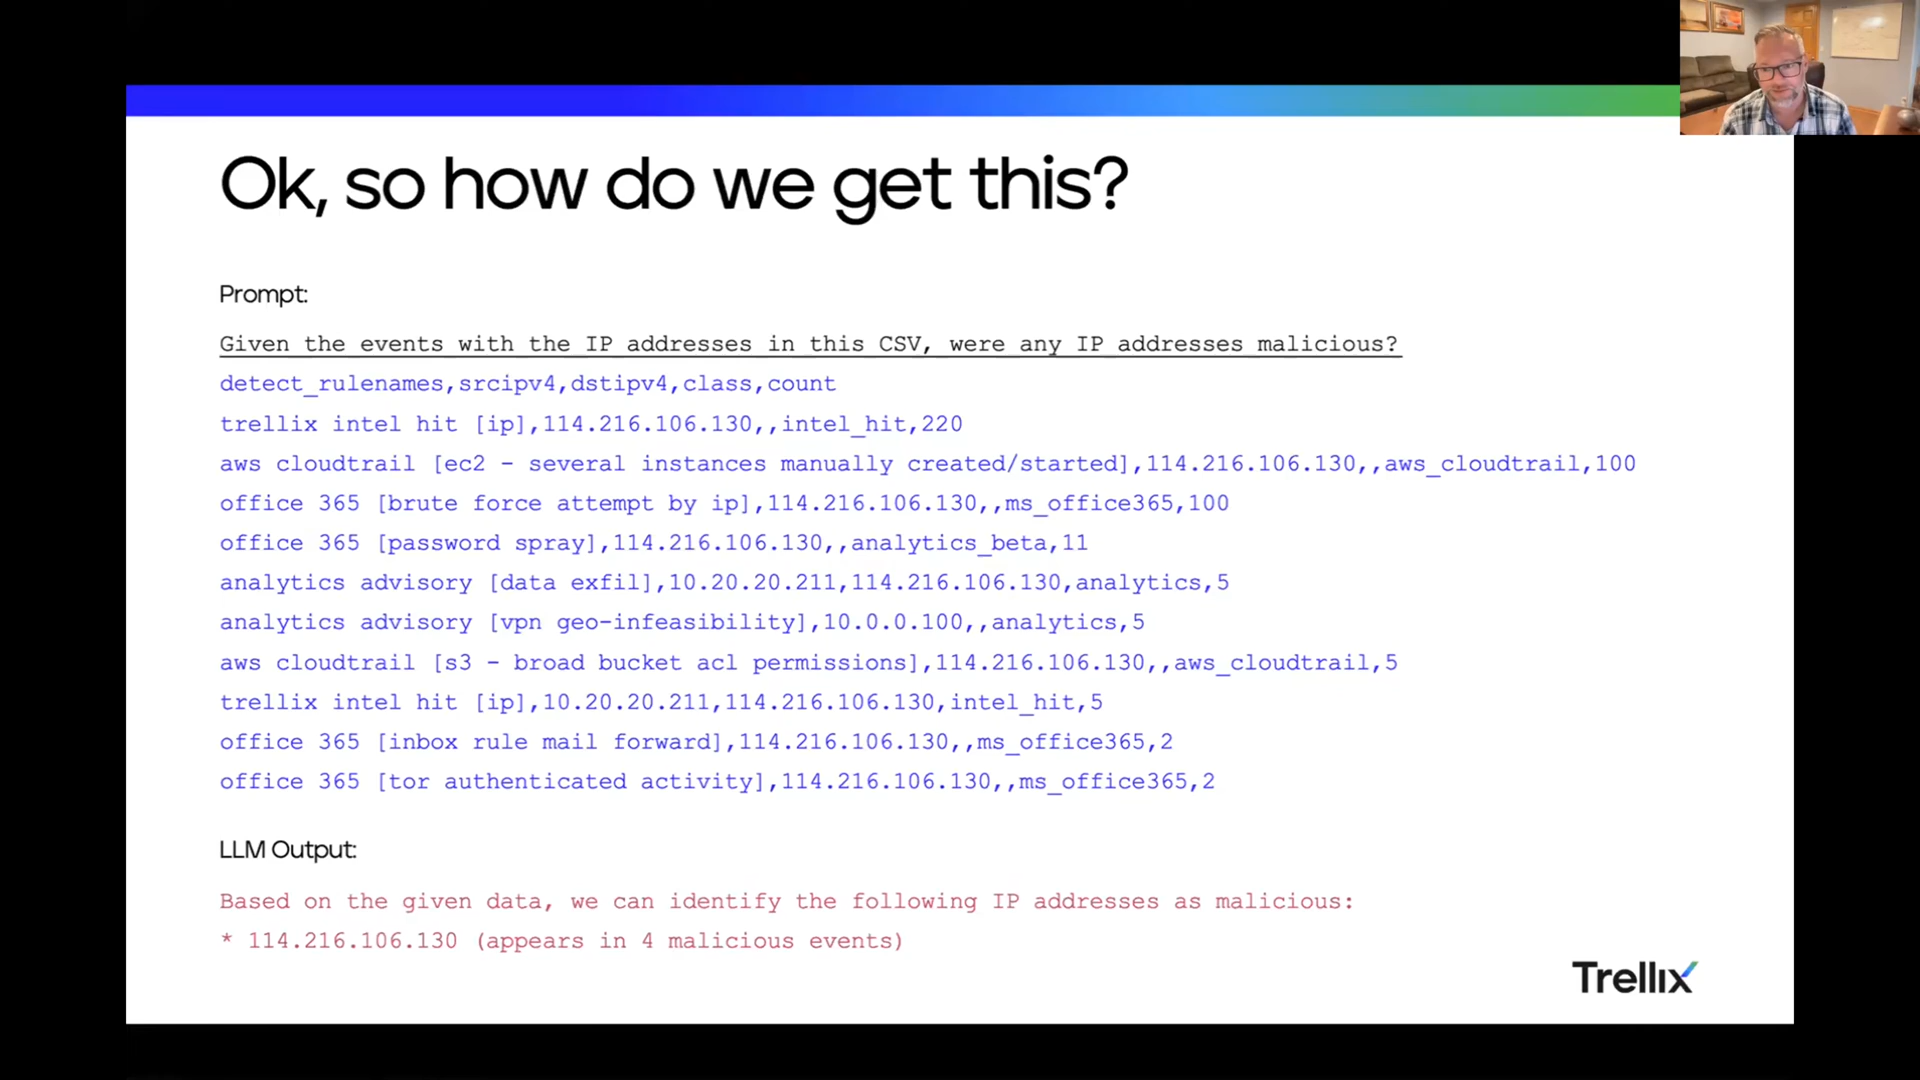 Ok, so how do we get this?
Prompt:
Given the events with the IP addresses in this CSV, were any IP addresses malicious?
detect_rulenames,srcipv4,dstipv4,class,count
trellix intel hit [ip],114.216.106.130,,intel_hit,220
aws cloudtrail [ec2 - several instances manually created/started],114.216.106.130,,aws_cloudtrail,100
office 365 [brute force attempt by ip],114.216.106.130,,ms_office365,100
office 365 [password spray],114.216.106.130,,analytics_beta,11
analytics advisory [data exfil],10.20.20.211,114.216.106.130,analytics,5
analytics advisory [vpn geo-infeasibility],10.0.0.100,,analytics,5
aws cloudtrail [s3 - broad bucket acl permissions],114.216.106.130,,aws_cloudtrail,5
trellix intel hit [ip],10.20.20.211,114.216.106.130,intel_hit,5
office 365 [inbox rule mail forward],114.216.106.130,,ms_office365,2
office 365 [tor authenticated activity],114.216.106.130,,ms_office365,2
LLM Output:
Based on the given data, we can identify the following IP addresses as malicious:
* 114.216.106.130 (appears in 4 malicious events)
Trellix